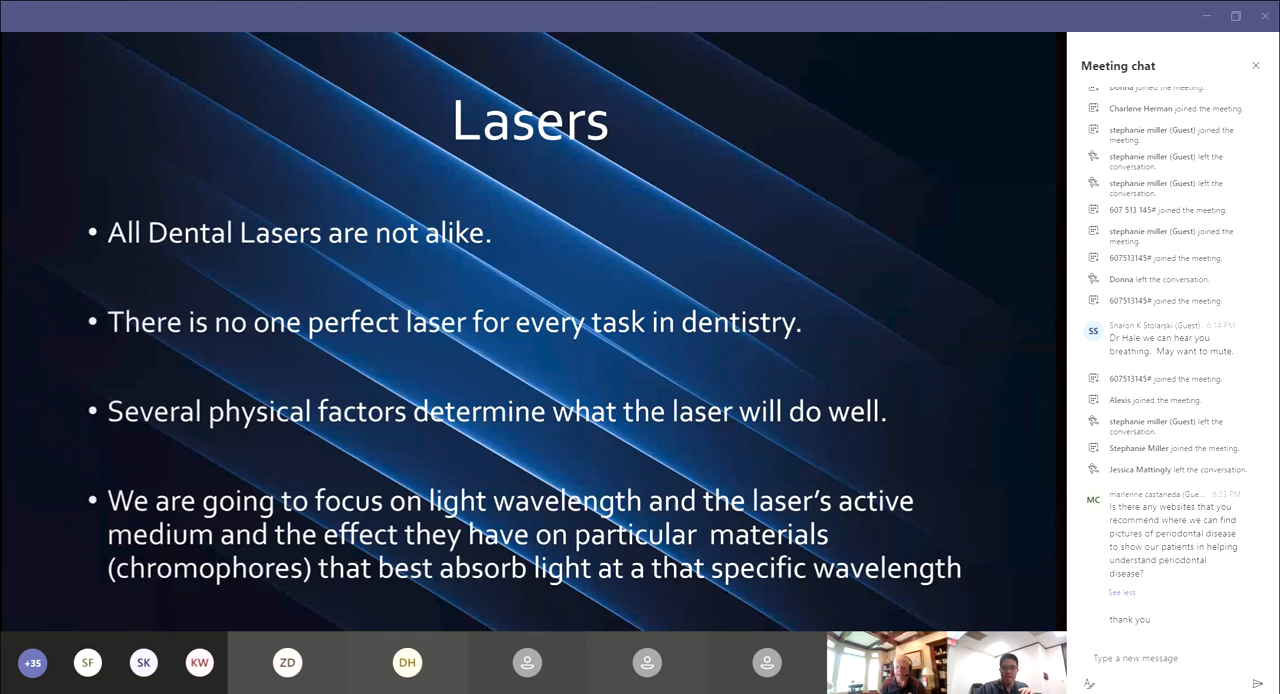 Lasers
• All Dental Lasers are not alike.
• There is no one perfect laser for every task in dentistry.
• Several physical factors determine what the laser will do well.
• We are going to focus on light wavelength and the laser's active
medium and the effect they have on particular materials
(chromophores) that best absorb light at a that specific wavelength
+35
SF
SK
KW
ZD
DH
Meeting chat
Donna joined the meeting.
Charlene Herman joined the meeting.
stephanie miller (Guest) joined the
meeting.
stephanie miller (Guest) left the
conversation.
stephanie miller (Guest) left the
conversation.
607 513 145# joined the meeting.
stephanie miller (Guest) joined the
meeting.
607513145# joined the meeting.
Donna left the conversation.
607513145# joined the meeting.
SS
Sharon K Stolarski (Guest) 6:14 PM
Dr Hale we can hear you
breathing. May want to mute.
607513145# joined the meeting.
Alexis joined the meeting.
stephanie miller (Guest) left the
conversation.
Stephanie Miller joined the meeting.
Jessica Mattingly left the conversation.
MC
marienne castaneda (Gue... 6:23 PM
Is there any websites that you
recommend where we can find
pictures of periodontal disease
to show our patients in helping
understand periodontal
disease?
See less
thank you
Type a new message